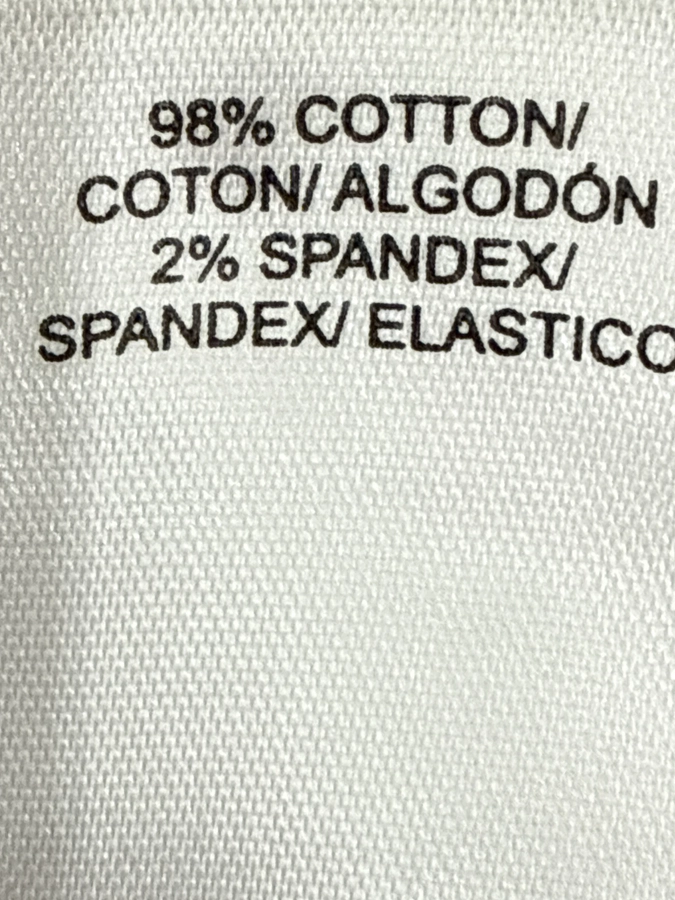 98% COTTON/
COTON/ ALGODÓN
2% SPANDEX/
SPANDEX/ ELASTICO